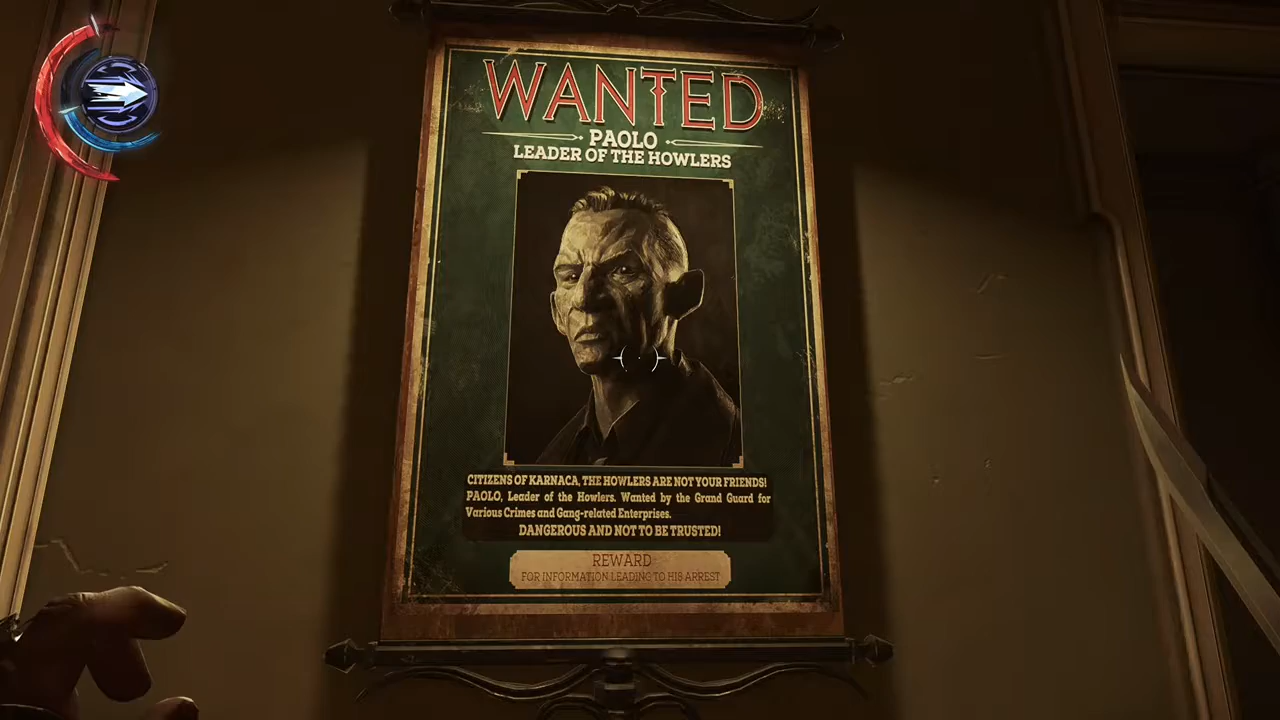 WANTED
PAOLO
LEADER OF THE HOWLERS
CITIZENS OF KARNACA, THE HOWLERS ARE NOT YOUR FRIENDS!
PAOLO, Leader of the Howlers. Wanted by the Grand Guard for
Various Crimes and Gang-related Enterprises.
DANGEROUS AND NOT TO BE TRUSTED!
REWARD
FOR INFORMATION LEADING TO HIS ARREST